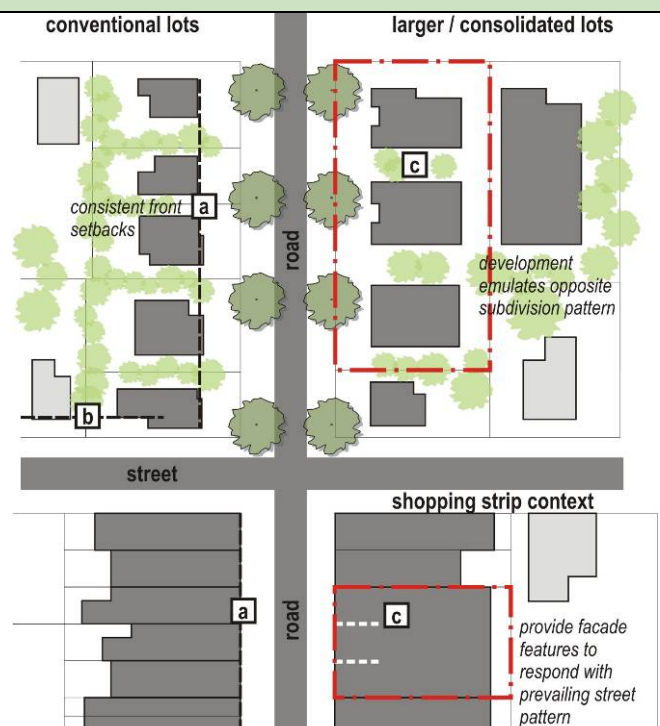 conventional lots
larger / consolidated lots
a
consistent front
setbacks
road
c
development
emulates opposite
subdivision pattern
b
street
shopping strip context
a
road
c
provide facade
features to
respond with
prevailing street
pattern